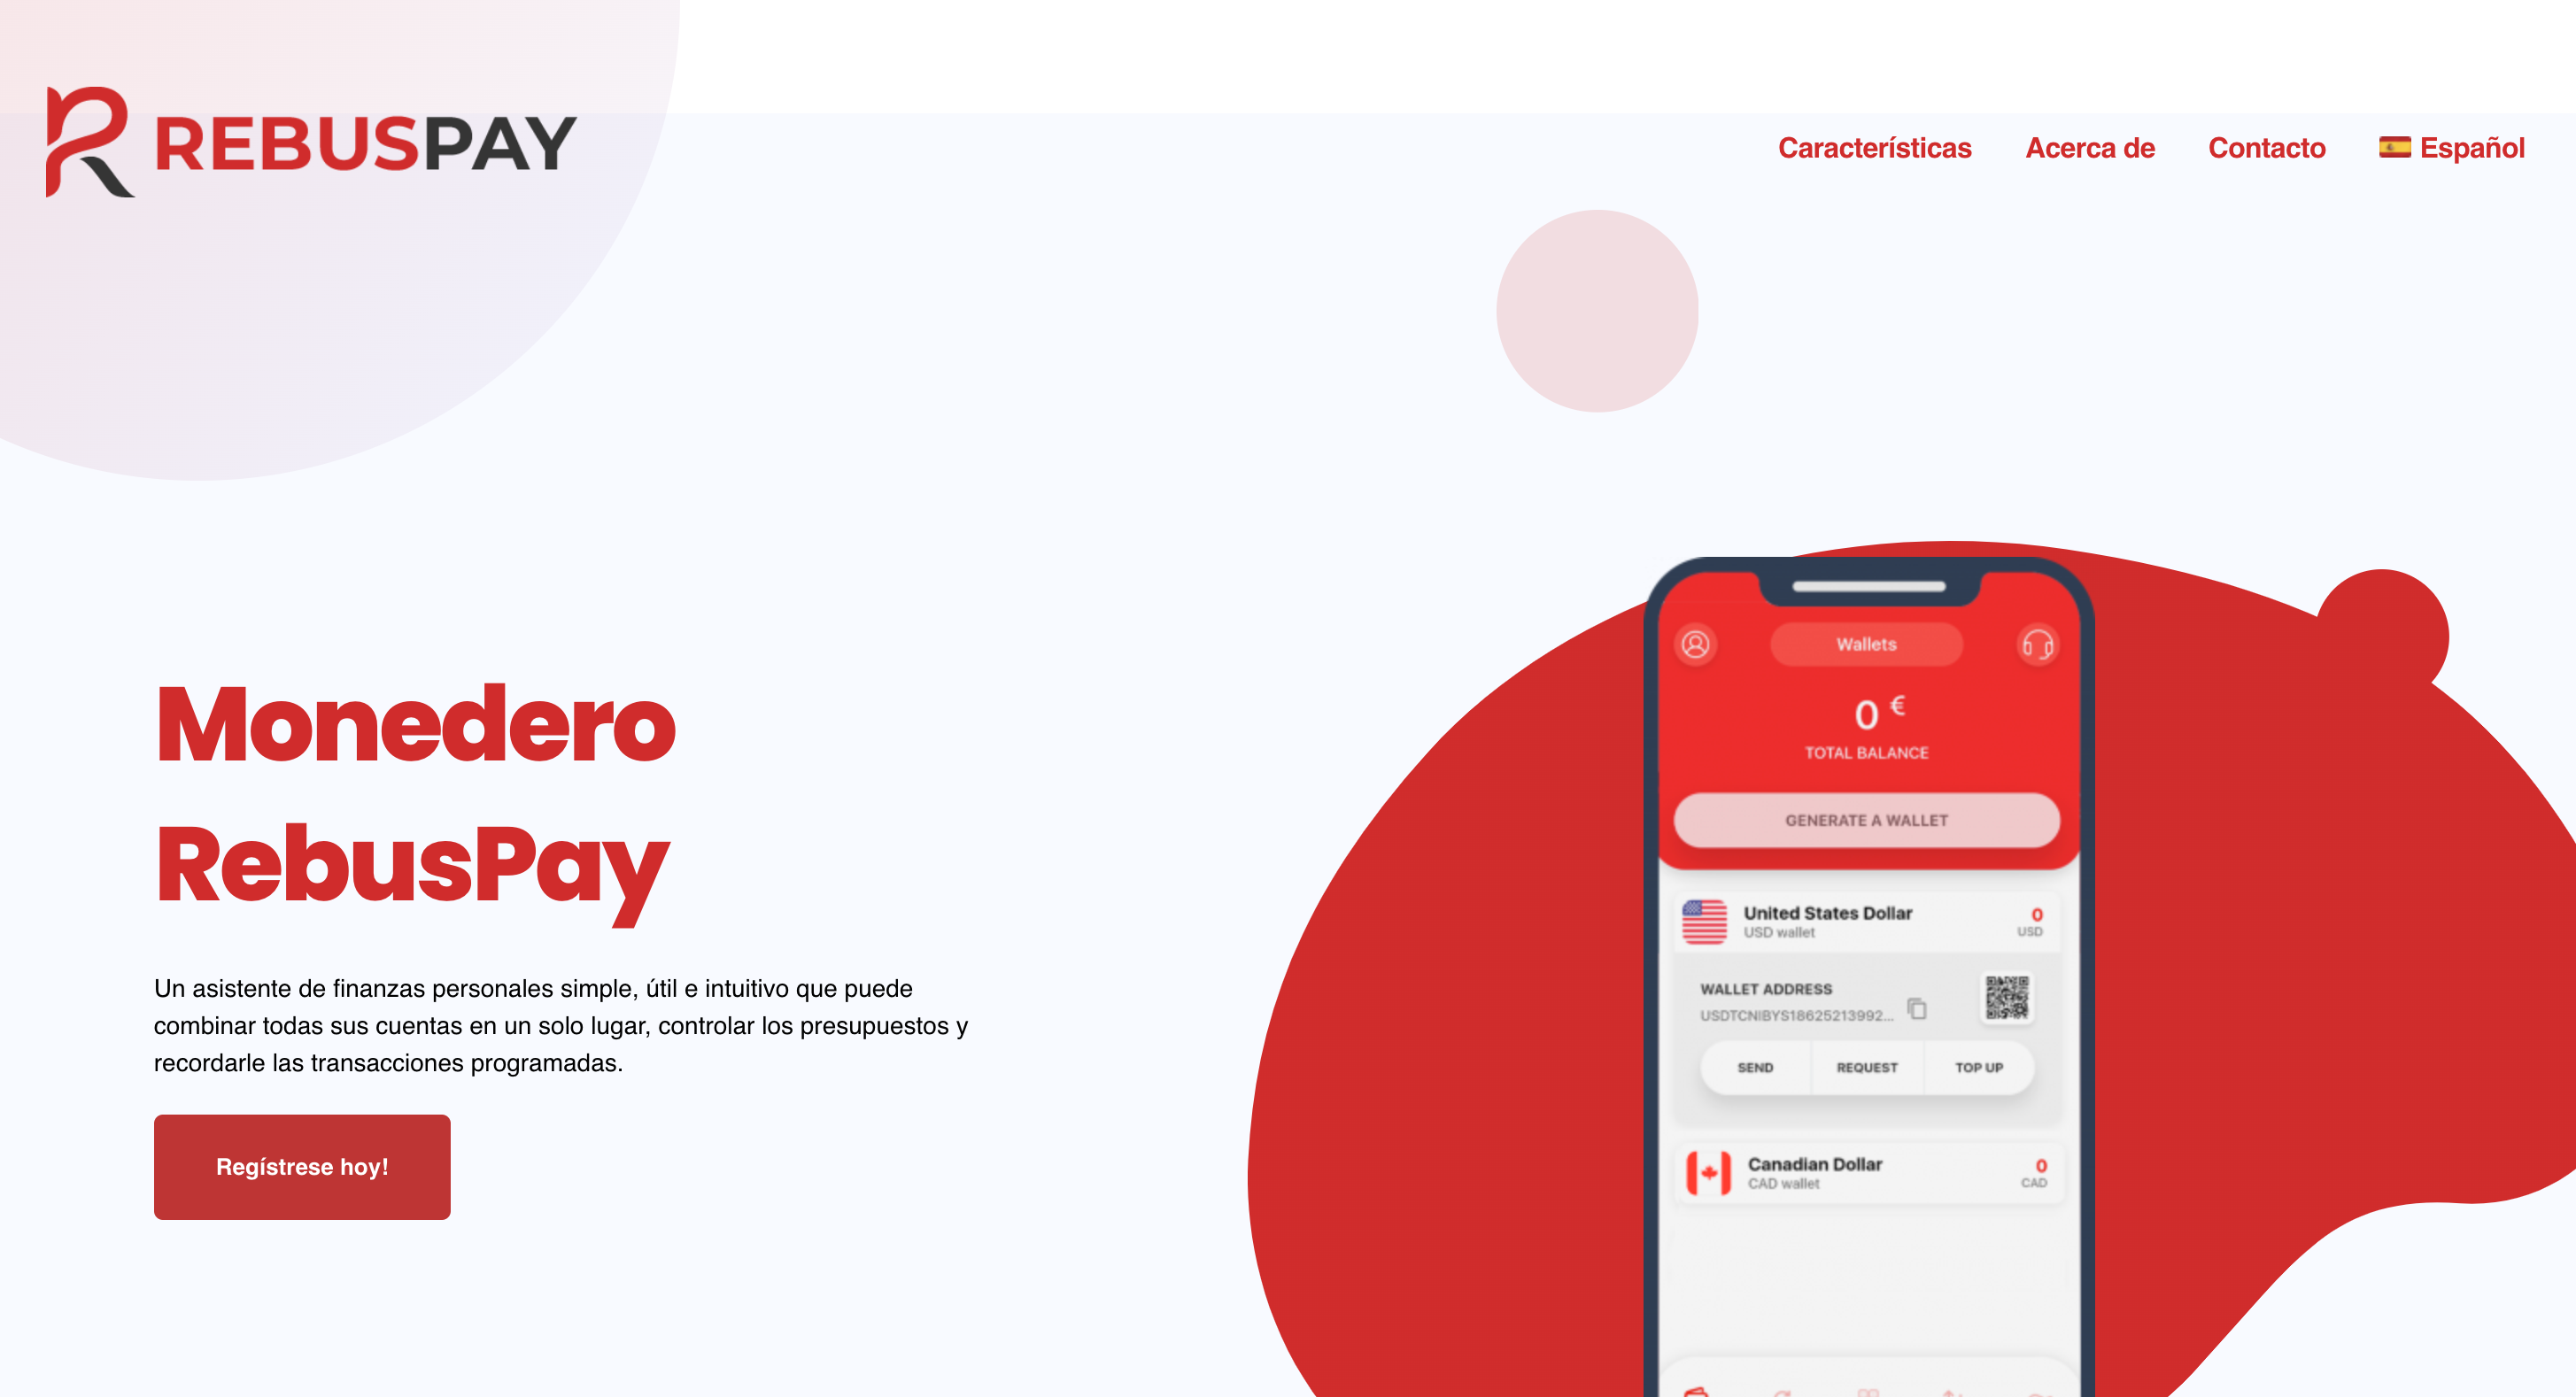 REBUSPAY
Características
Acerca de
Contacto
Español
Monedero
RebusPay
Un asistente de finanzas personales simple, útil e intuitivo que puede
combinar todas sus cuentas en un solo lugar, controlar los presupuestos y
recordarle las transacciones programadas.
Regístrese hoy!
Wallets
0 €
TOTAL BALANCE
GENERATE A WALLET
United States Dollar
0
USD wallet
USD
WALLET ADDRESS
USDTCNIBYS18625213992...
SEND
REQUEST
TOP UP
Canadian Dollar
0
CAD wallet
CAD